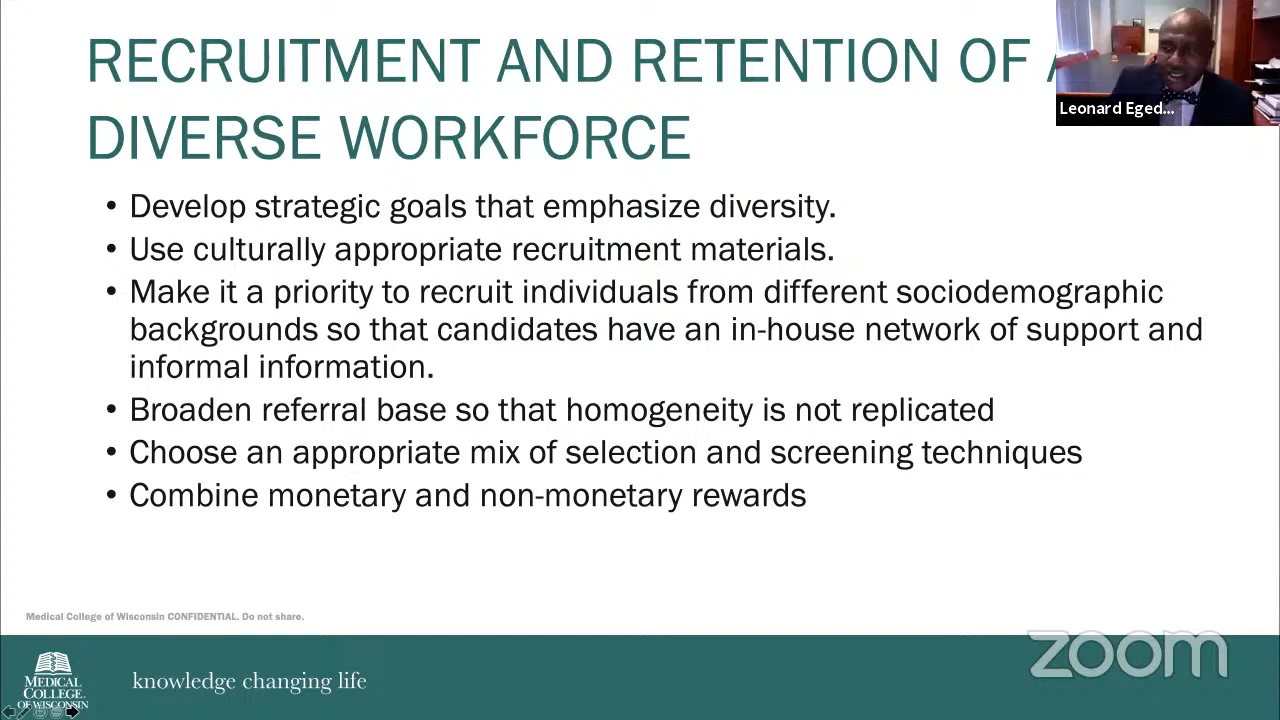 RECRUITMENT AND RETENTION OF A
DIVERSE WORKFORCE
Leonard Eged...
• Develop strategic goals that emphasize diversity.
• Use culturally appropriate recruitment materials.
• Make it a priority to recruit individuals from different sociodemographic
backgrounds so that candidates have an in-house network of support and
informal information.
• Broaden referral base so that homogeneity is not replicated
• Choose an appropriate mix of selection and screening techniques
• Combine monetary and non-monetary rewards
Medical College of Wisconsin CONFIDENTIAL. Do not share.
zoom
MEDICAL
COLLEGE
OF WISCONSIN
knowledge changing life